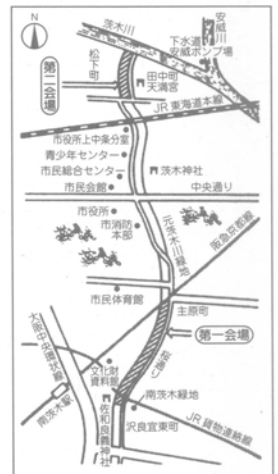 N
茨木川
安威川
下水道
安威ポンプ場
松下町
第二会場
田中町
天満宮
JR東海道本線
市役所上中条分室
青少年センター
市民総合センター
茨木神社
市民会館
中央通り
市役所
市消防
本部
元茨木川緑地
阪急京都線
市民体育館
主原町
大阪中央環状線
第一会場
桜通り
文化財
資料館
南茨木駅
南茨木緑地
佐和良義神社
沢良宜東町
JR貨物連絡線